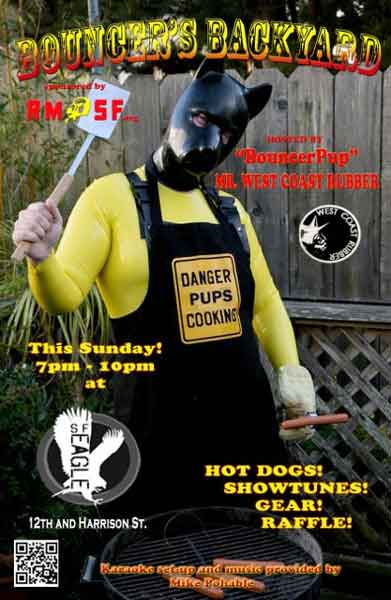 BOUNCER'S BACKYARD
sponsored by
RM SF.org
HOSTED BY
"BouncerPup"
MR. WEST COAST RUBBER
WEST COAST
RUBBER
DANGER
PUPS
COOKING
This Sunday!
7pm - 10pm
at
SF
EAGLE
12TH AND HARRISON ST.
HOT DOGS!
SHOWTUNES!
GEAR!
RAFFLE!
Karaoke setup and music provided by
Mike Pohable